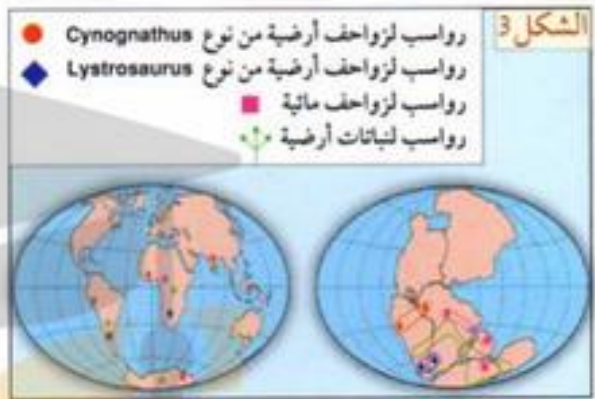 الشكل 3
رواسب لزواحف أرضية من نوع Cynognathus
رواسب لزواحف أرضية من نوع Lystrosaurus
رواسب لزواحف مائية
رواسب لنباتات أرضية